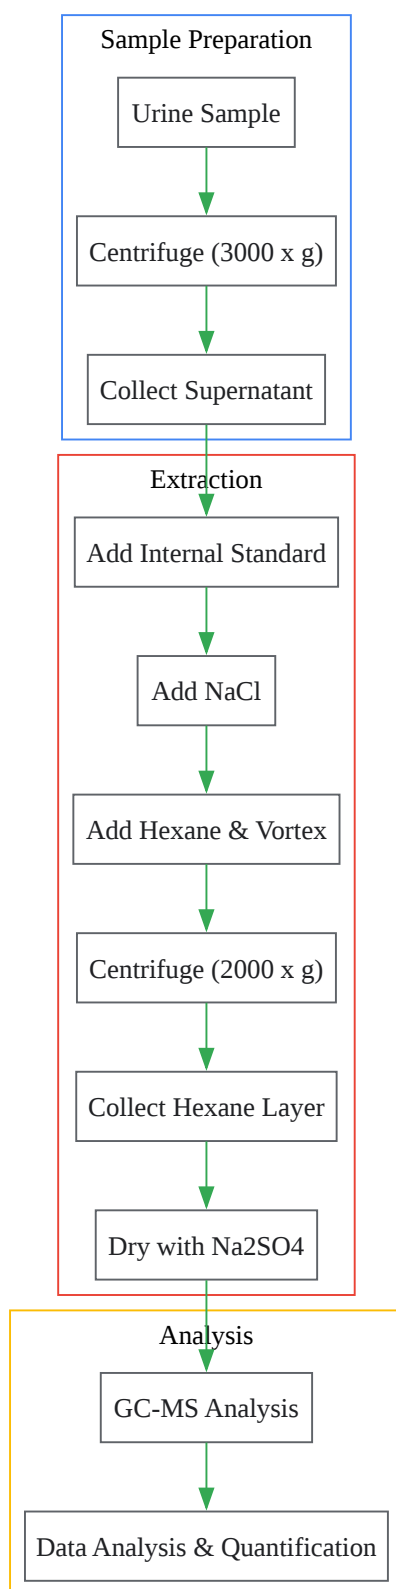 Sample Preparation
Urine Sample
Centrifuge (3000 x g)
Collect Supernatant
Extraction
Add Internal Standard
Add NaCl
Add Hexane & Vortex
Centrifuge (2000 x g)
Collect Hexane Layer
Dry with Na2SO4
Analysis
GC-MS Analysis
Data Analysis & Quantification